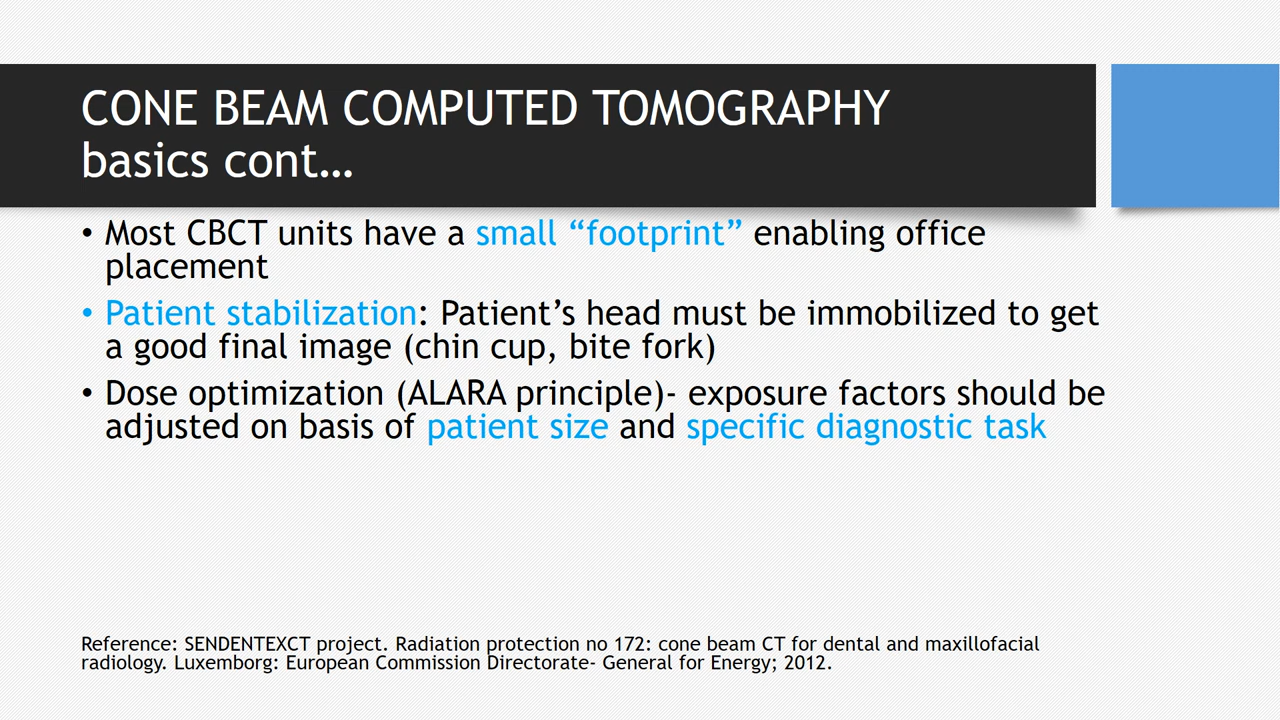 CONE BEAM COMPUTED TOMOGRAPHY
basics cont…
• Most CBCT units have a small “footprint” enabling office
placement
• Patient stabilization: Patient’s head must be immobilized to get
a good final image (chin cup, bite fork)
• Dose optimization (ALARA principle)- exposure factors should be
adjusted on basis of patient size and specific diagnostic task
Reference: SENDENTEXCT project. Radiation protection no 172: cone beam CT for dental and maxillofacial
radiology. Luxemborg: European Commission Directorate- General for Energy; 2012.